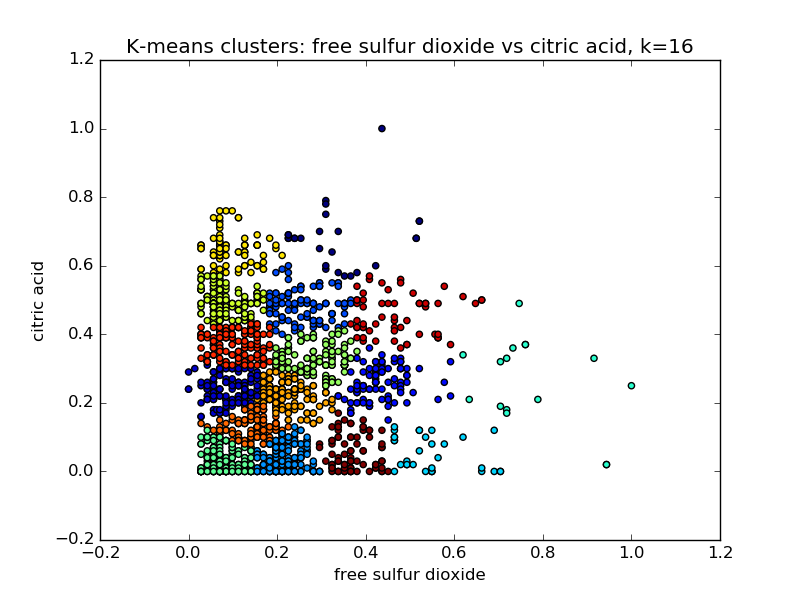 K-means clusters: free sulfur dioxide vs citric acid, k=16
1.2
1.0
0.8
0.6
0.4
0.2
0.0
−0.2
citric acid
−0.2 0.0 0.2 0.4 0.6 0.8 1.0 1.2
free sulfur dioxide